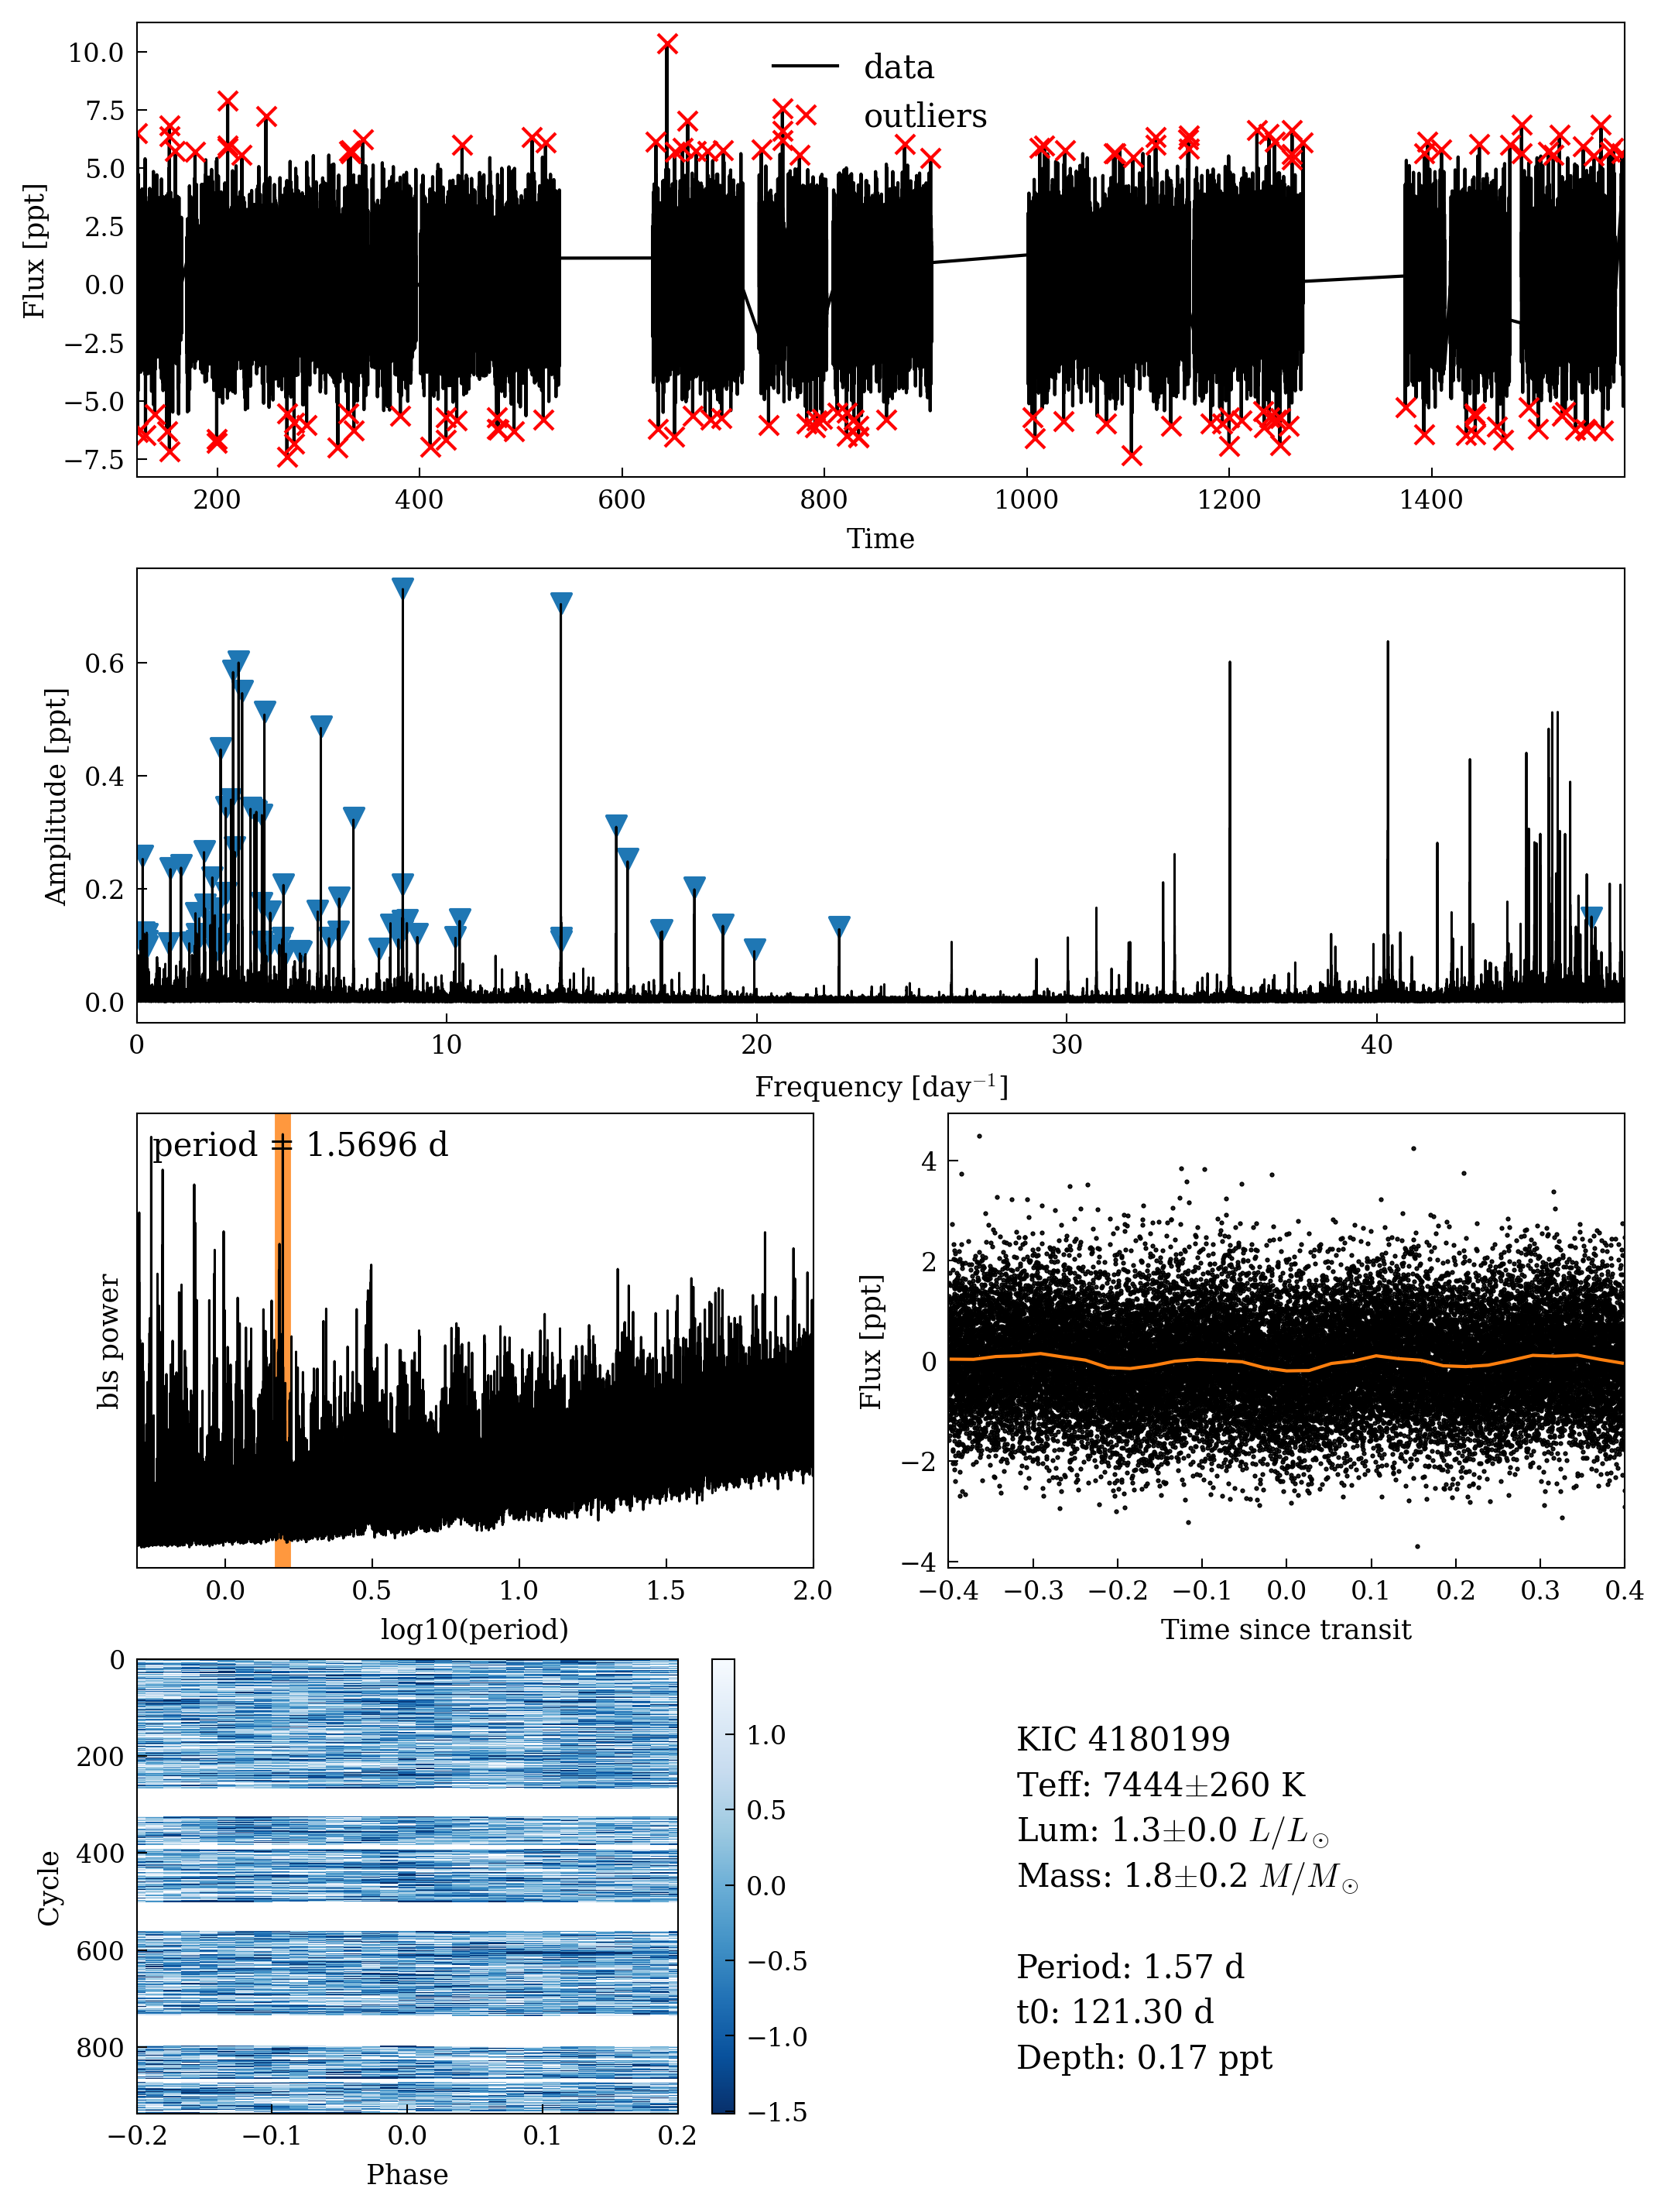 10.0
7.5
5.0
2.5
0.0
−2.5
−5.0
−7.5
Flux [ppt]
data
outliers
200 400 600 800 1000 1200 1400
Time
0.6
0.4
0.2
0.0
Amplitude [ppt]
0 10 20 30 40
Frequency [day⁻¹]
period = 1.5696 d
bls power
0.0 0.5 1.0 1.5 2.0
log10(period)
4
2
0
−2
−4
Flux [ppt]
−0.4 −0.3 −0.2 −0.1 0.0 0.1 0.2 0.3 0.4
Time since transit
0
200
400
600
800
Cycle
−0.2 −0.1 0.0 0.1 0.2
Phase
1.0
0.5
0.0
−0.5
−1.0
−1.5
KIC 4180199
Teff: 7444±260 K
Lum: 1.3±0.0 L/L☉
Mass: 1.8±0.2 M/M☉
Period: 1.57 d
t0: 121.30 d
Depth: 0.17 ppt